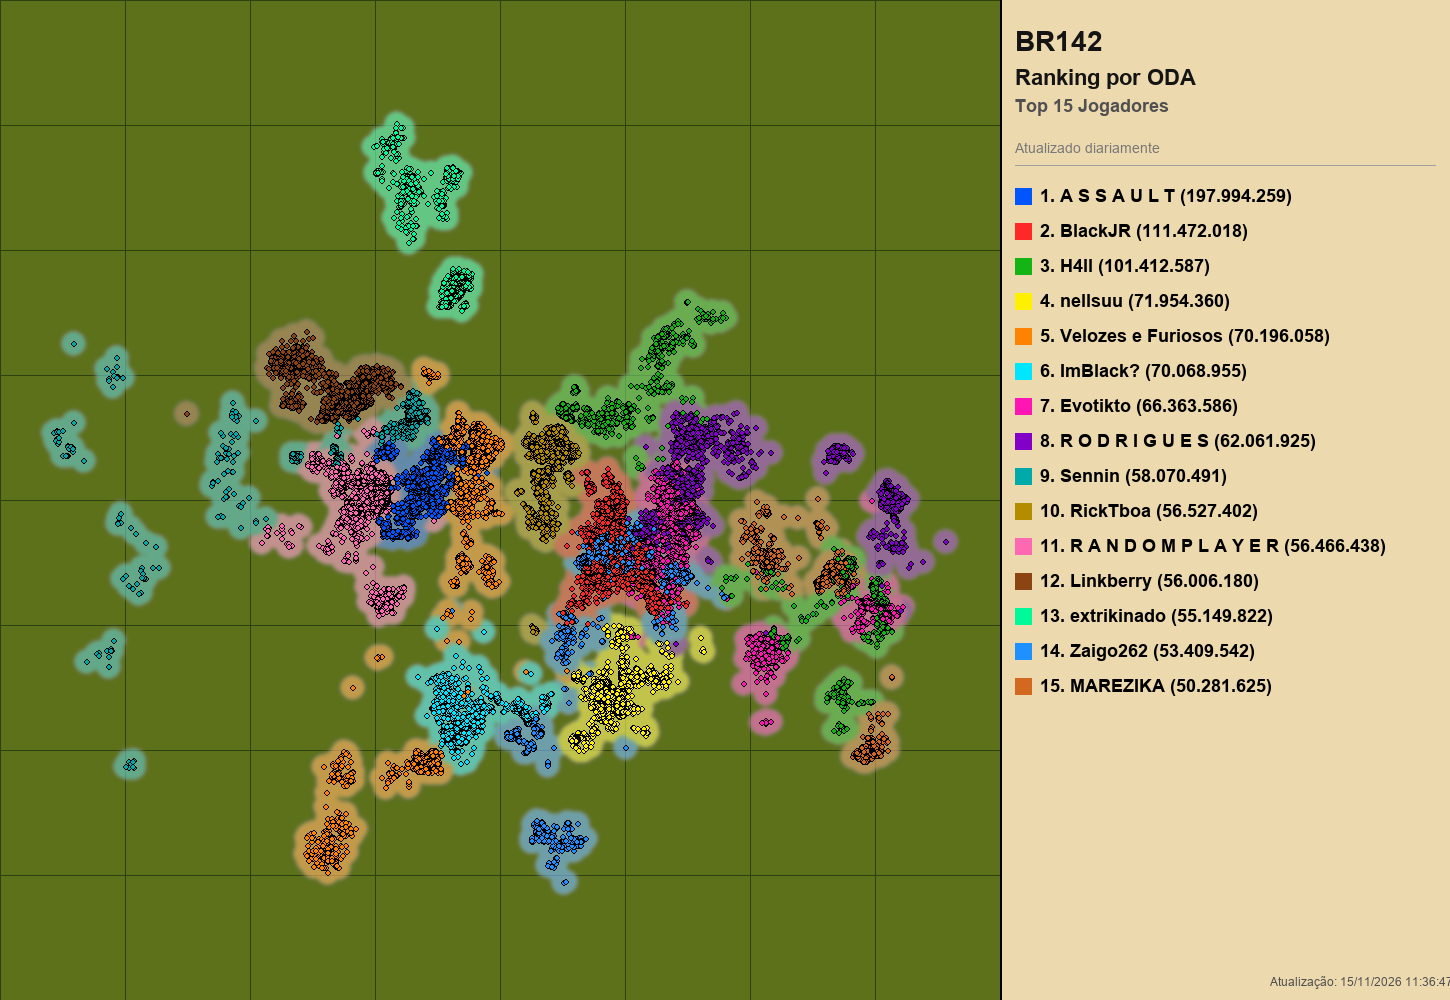 BR142
Ranking por ODA
Top 15 Jogadores
Atualizado diariamente
1. A S S A U L T (197.994.259)
2. BlackJR (111.472.018)
3. H4ll (101.412.587)
4. nellsuu (71.954.360)
5. Velozes e Furiosos (70.196.058)
6. ImBlack? (70.068.955)
7. Evotikto (66.363.586)
8. R O D R I G U E S (62.061.925)
9. Sennin (58.070.491)
10. RickTboa (56.527.402)
11. R A N D O M P L A Y E R (56.466.438)
12. Linkberry (56.006.180)
13. extrikinado (55.149.822)
14. Zaigo262 (53.409.542)
15. MAREZIKA (50.281.625)
Atualização: 15/11/2026 11:36:47